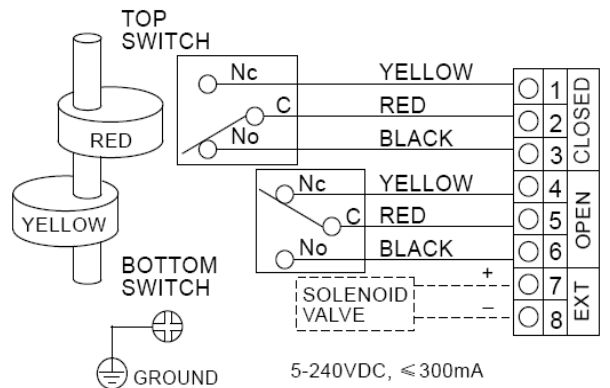 TOP
SWITCH
RED
YELLOW
BOTTOM
SWITCH
GROUND
Nc YELLOW 1
C RED 2
No BLACK 3
CLOSED
Nc YELLOW 4
C RED 5
No BLACK 6
OPEN
SOLENOID
VALVE
+ 7
– 8
EXT
5-240VDC, ≤300mA